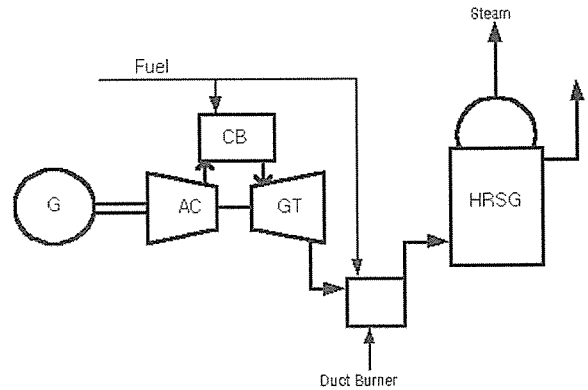 Steam
Fuel
CB
G
AC
GT
HRSG
Duct Burner